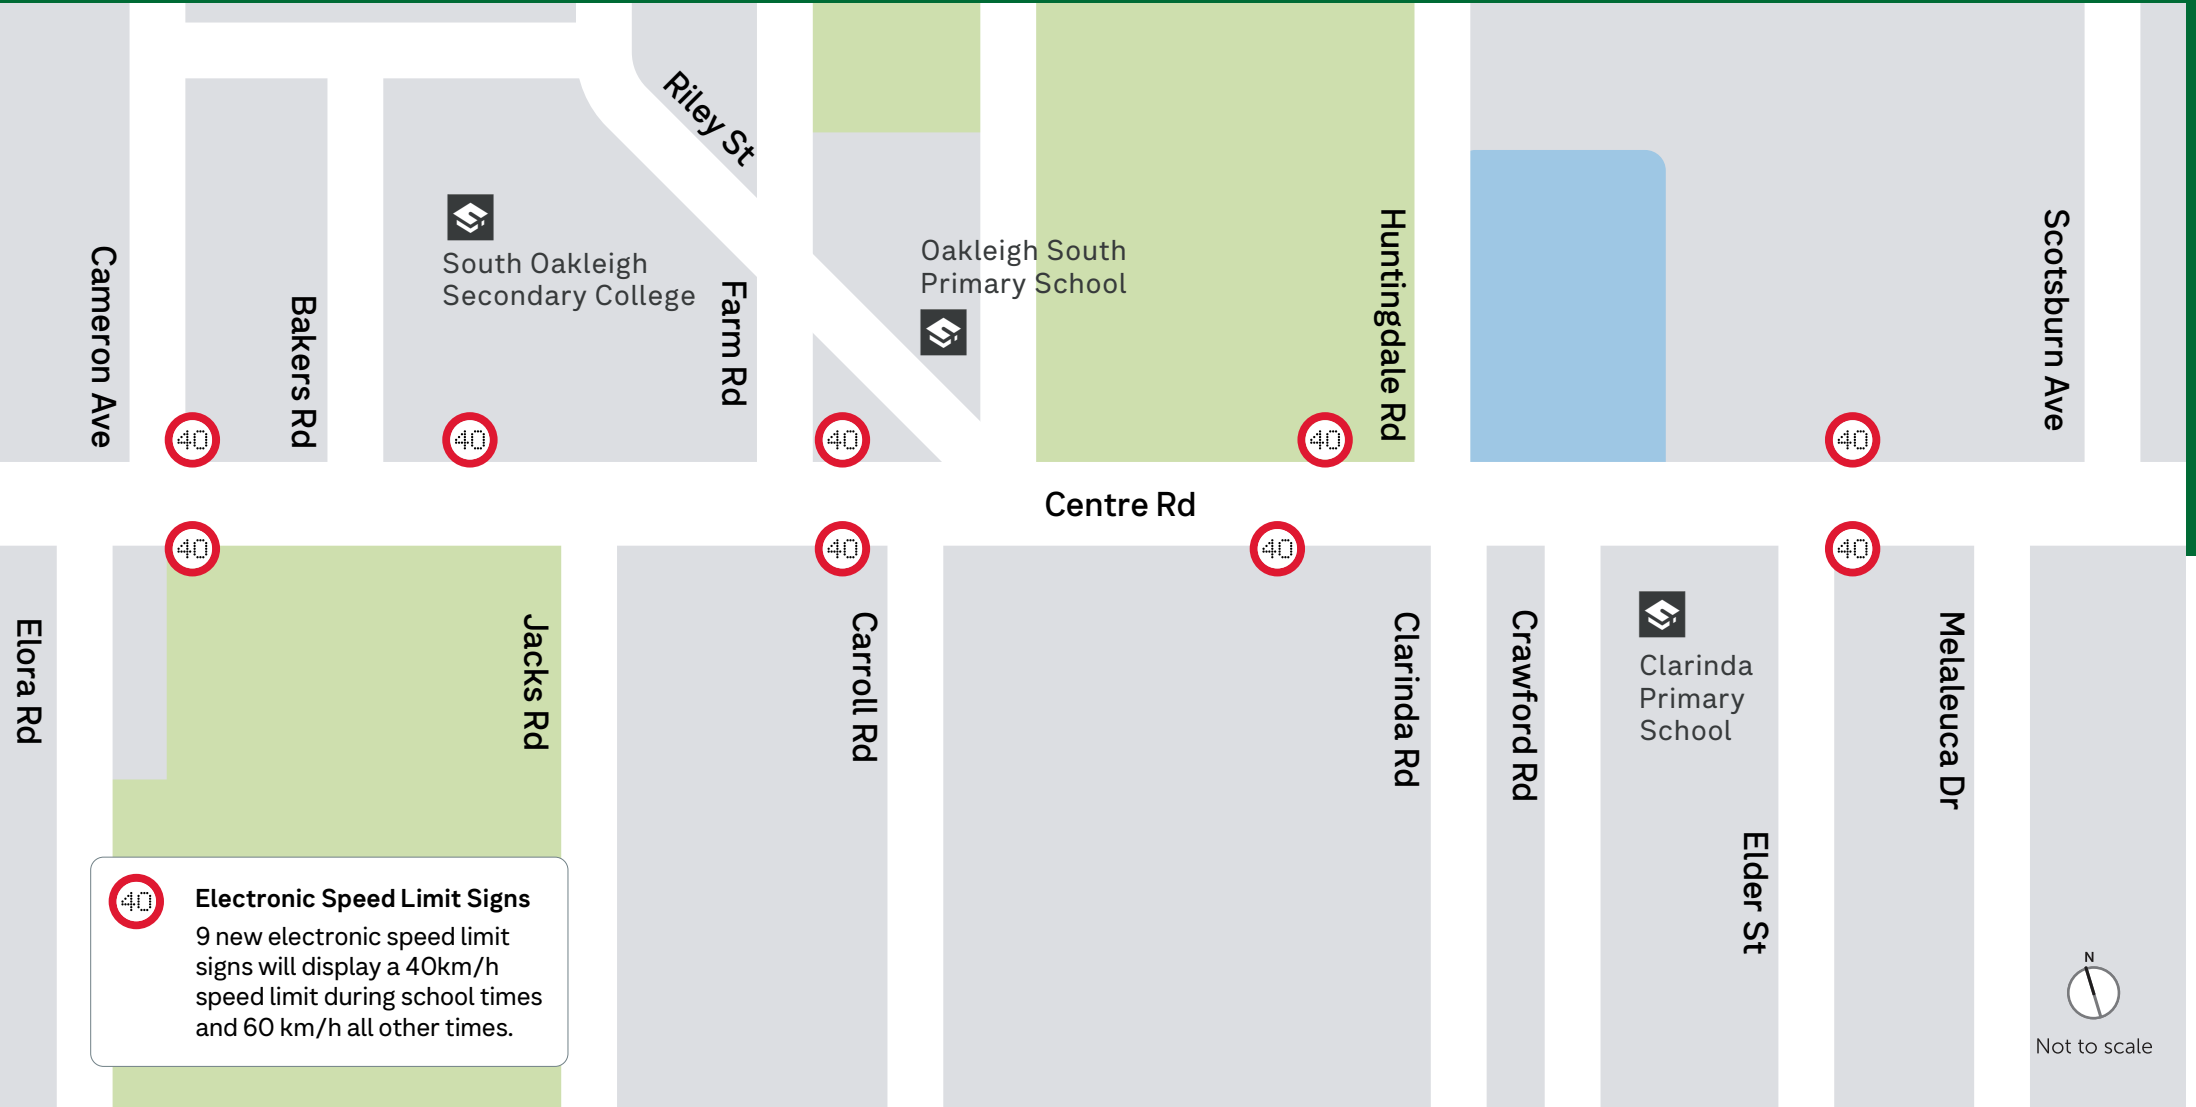 Riley St
South Oakleigh
Secondary College
Oakleigh South
Primary School
Cameron Ave
Bakers Rd
Farm Rd
Huntingdale Rd
Scotsburn Ave
40
40
40
40
40
Centre Rd
40
40
40
40
Elora Rd
Jacks Rd
Carroll Rd
Clarinda Rd
Crawford Rd
Clarinda
Primary
School
Elder St
Melaleuca Dr
40
Electronic Speed Limit Signs
9 new electronic speed limit
signs will display a 40km/h
speed limit during school times
and 60 km/h all other times.
N
Not to scale